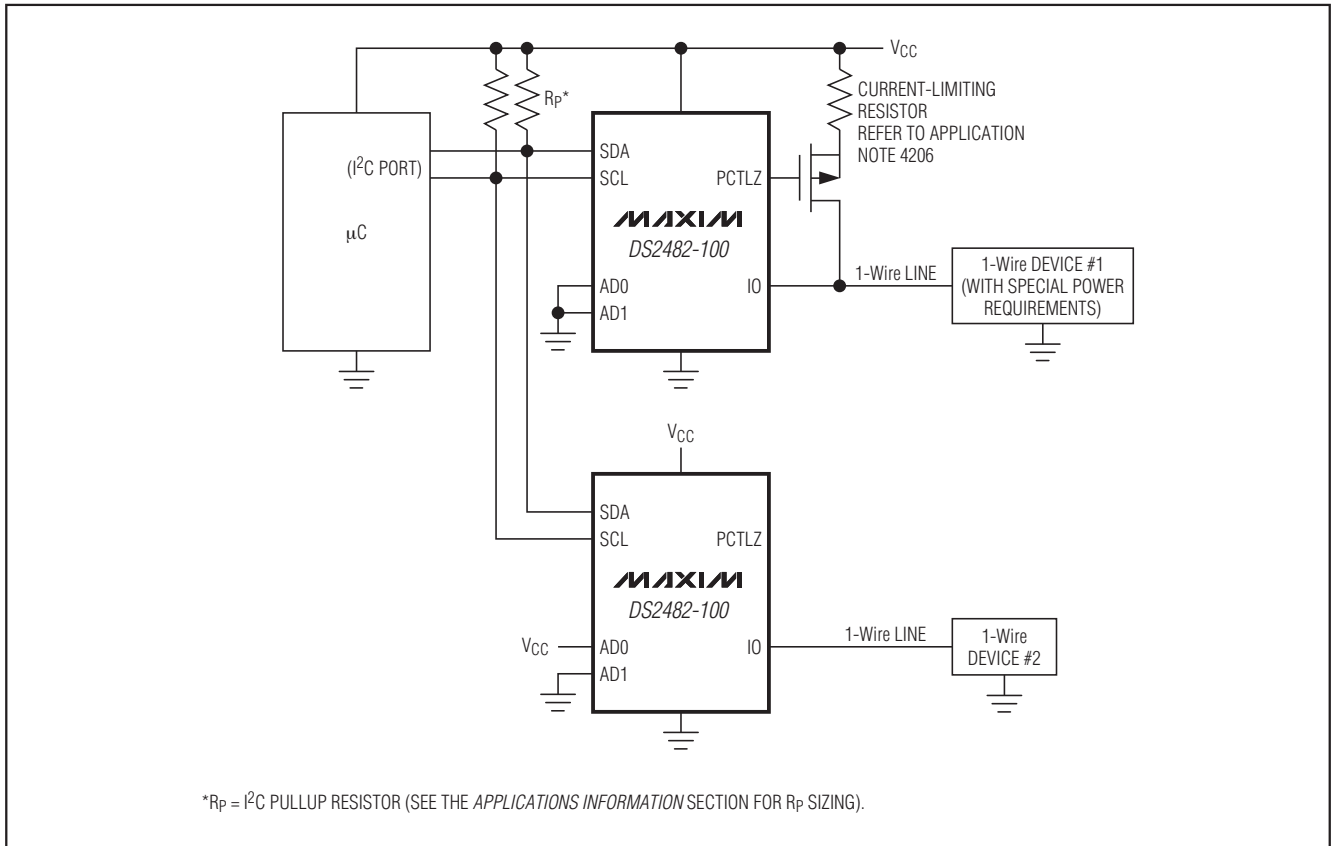 VCC
RP*
CURRENT-LIMITING
RESISTOR
REFER TO APPLICATION
NOTE 4206
(I2C PORT)
μC
SDA
SCL
PCTLZ
MAXIM
DS2482-100
AD0
AD1
IO
1-Wire LINE
1-Wire DEVICE #1
(WITH SPECIAL POWER
REQUIREMENTS)
VCC
SDA
SCL
PCTLZ
MAXIM
DS2482-100
VCC
AD0
AD1
IO
1-Wire LINE
1-Wire
DEVICE #2
*RP = I2C PULLUP RESISTOR (SEE THE APPLICATIONS INFORMATION SECTION FOR RP SIZING).